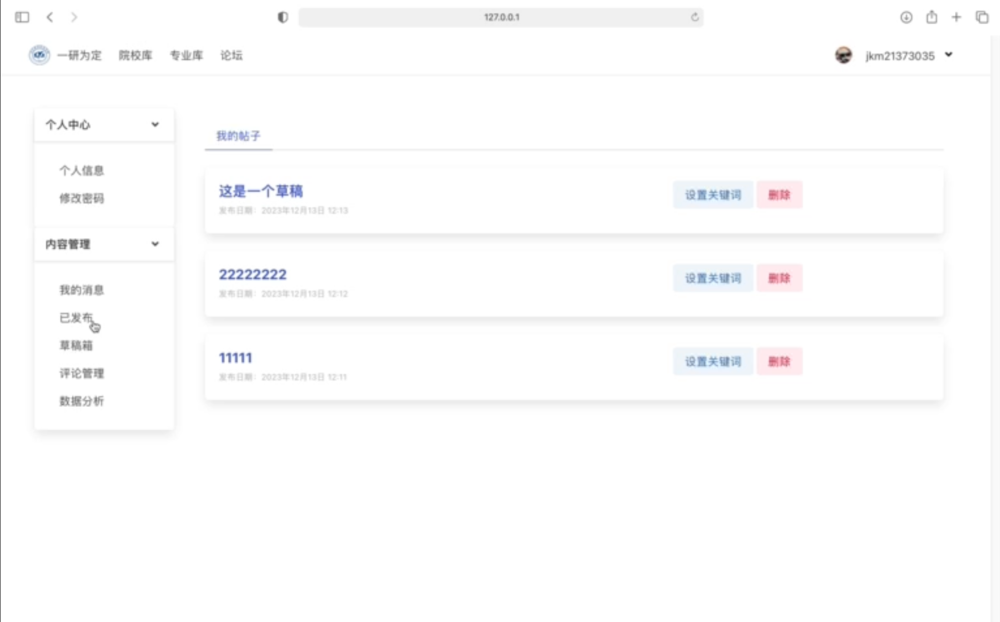 127.0.0.1
一研为定 院校库 专业库 论坛 jkm21373035
个人中心
个人信息
修改密码
内容管理
我的消息
已发布
草稿箱
评论管理
数据分析
我的帖子
这是一个草稿 设置关键词 删除
发布日期：2023年12月13日 12:13
22222222 设置关键词 删除
发布日期：2023年12月13日 12:12
11111 设置关键词 删除
发布日期：2023年12月13日 12:11